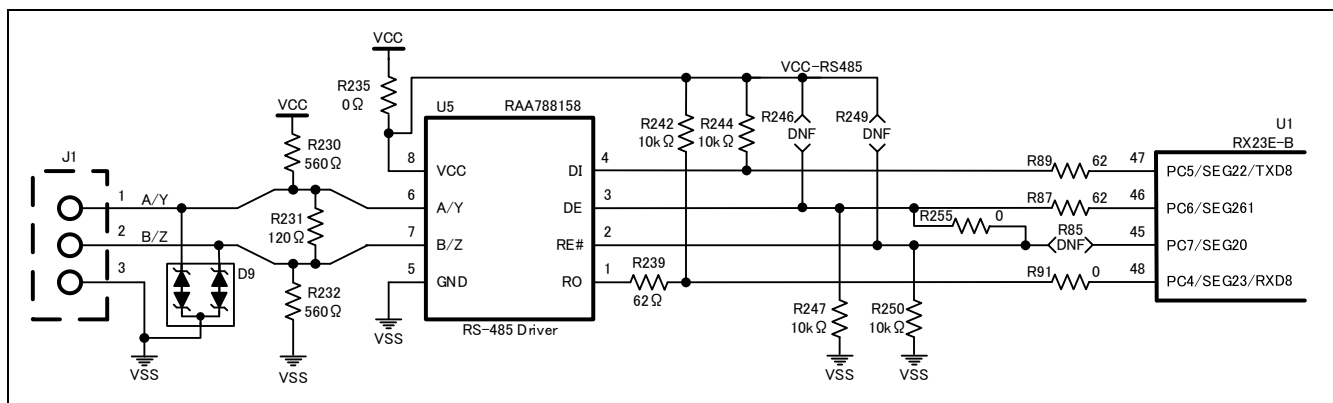 VCC
R235
0Ω
VCC-RS485
U5
RAA788158
R242
10kΩ
R244
10kΩ
R246
DNF
R249
DNF
U1
RX23E-B
VCC
R230
560Ω
J1
8
VCC
DI
4
R89
62
47
PC5/SEG22/TXD8
1
A/Y
6
A/Y
DE
3
R87
62
46
PC6/SEG261
R231
120Ω
R255
0
2
B/Z
7
B/Z
RE#
2
R85
DNF
45
PC7/SEG20
3
D9
5
GND
RO
1
R239
62Ω
R91
0
48
PC4/SEG23/RXD8
R232
560Ω
R247
10kΩ
R250
10kΩ
VSS
RS-485 Driver
VSS
VSS
VSS
VSS